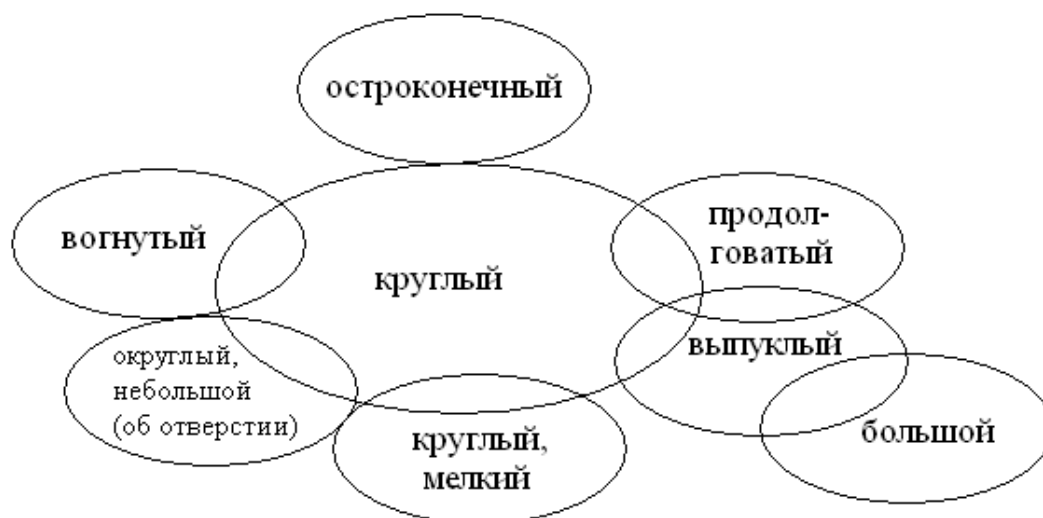 остроконечный
вогнутый
круглый
продол-
говатый
выпуклый
большой
округлый,
небольшой
(об отверстии)
круглый,
мелкий